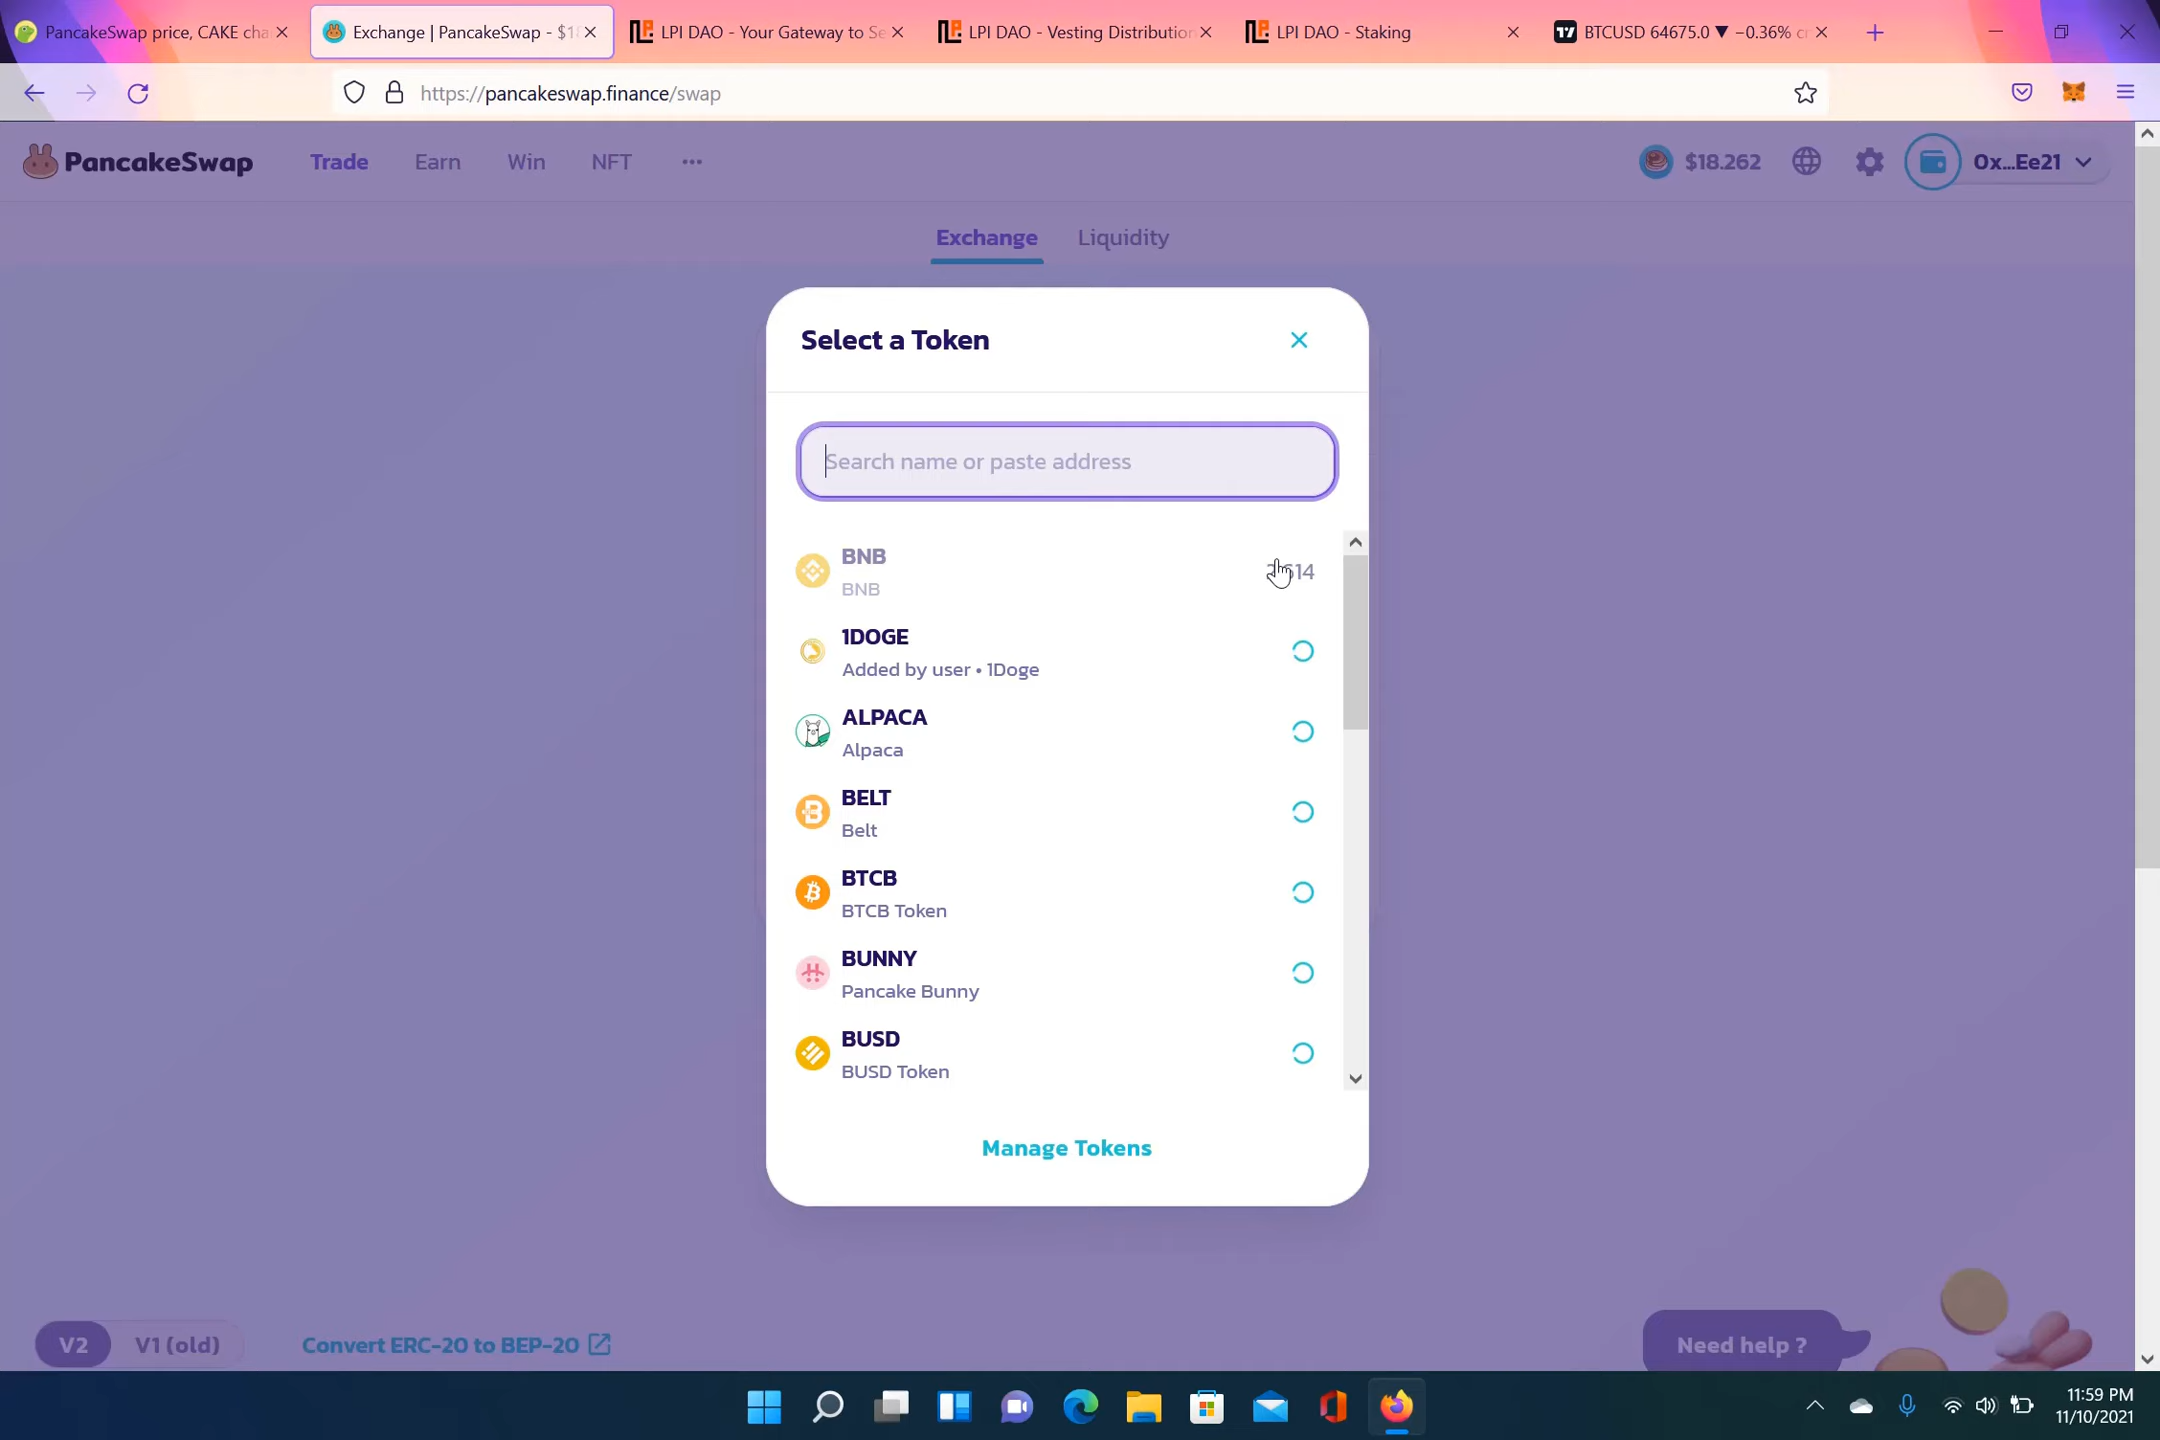 PancakeSwap price, CAKE cha
Exchange | PancakeSwap - $1
LPI DAO - Your Gateway to Se
LPI DAO - Vesting Distribution
LPI DAO - Staking
BTCUSD 64675.0 ▼ −0.36%
https://pancakeswap.finance/swap
PancakeSwap
Trade
Earn
Win
NFT
$18.262
0x...Ee21
Exchange
Liquidity
Select a Token
Search name or paste address
BNB
BNB
1DOGE
Added by user • 1Doge
ALPACA
Alpaca
BELT
Belt
BTCB
BTCB Token
BUNNY
Pancake Bunny
BUSD
BUSD Token
Manage Tokens
V2
V1 (old)
Convert ERC-20 to BEP-20
Need help ?
11:59 PM
11/10/2021